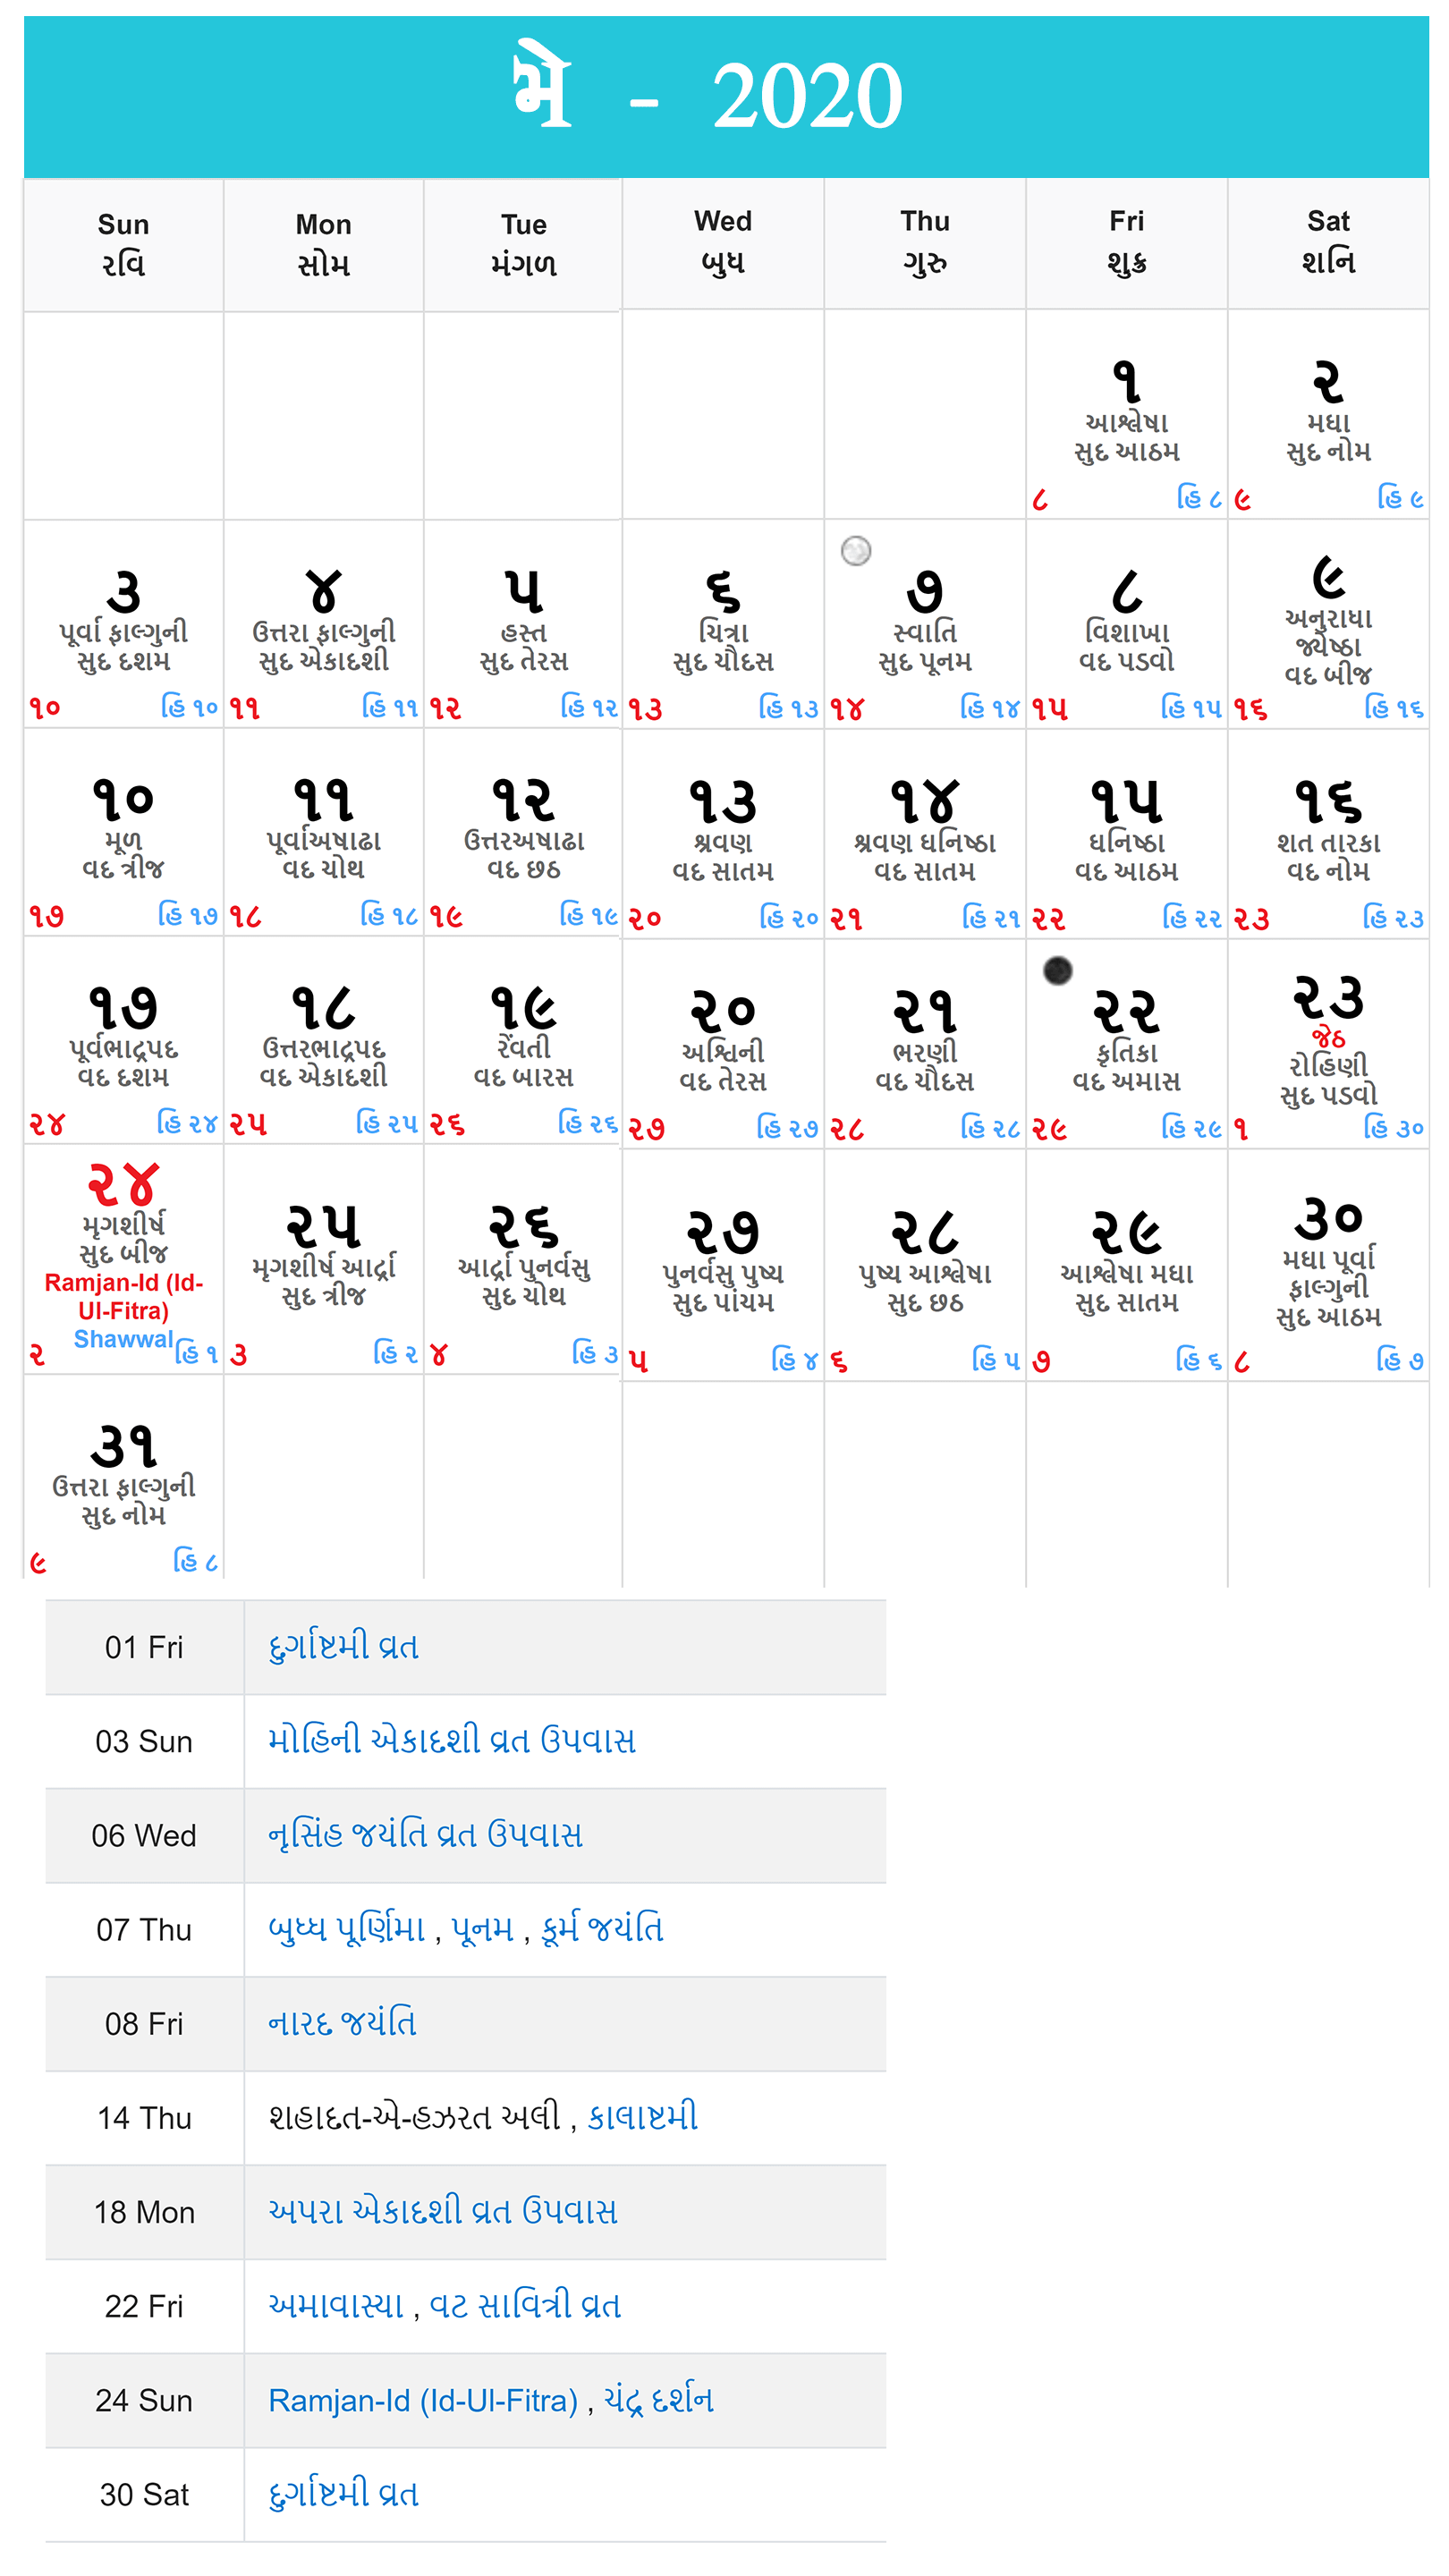 મે - 2020
Sun Mon Tue Wed Thu Fri Sat
રવિ સોમ મંગળ બુધ ગુરુ શુક્ર શનિ
૧ ૨
આશ્લેષા મઘા
સુદ આઠમ સુદ નોમ
૮ હિ ૮ ૯ હિ ૯
૩ ૪ ૫ ૬ ૭ ૮ ૯
પૂર્વા ફાલ્ગુની ઉત્તરા ફાલ્ગુની હસ્ત ચિત્રા સ્વાતિ વિશાખા અનુરાધા
જ્યેષ્ઠા
સુદ દશમ સુદ એકાદશી સુદ તેરસ સુદ ચૌદસ સુદ પૂનમ વદ પડવો વદ બીજ
૧૦ હિ ૧૦ ૧૧ હિ ૧૧ ૧૨ હિ ૧૨ ૧૩ હિ ૧૩ ૧૪ હિ ૧૪ ૧૫ હિ ૧૫ ૧૬ હિ ૧૬
૧૦ ૧૧ ૧૨ ૧૩ ૧૪ ૧૫ ૧૬
મૂળ પૂર્વાઅષાઢા ઉત્તરઅષાઢા શ્રવણ શ્રવણ ધનિષ્ઠા ધનિષ્ઠા શત તારકા
વદ ત્રીજ વદ ચોથ વદ છઠ વદ સાતમ વદ સાતમ વદ આઠમ વદ નોમ
૧૭ હિ ૧૭ ૧૮ હિ ૧૮ ૧૯ હિ ૧૯ ૨૦ હિ ૨૦ ૨૧ હિ ૨૧ ૨૨ હિ ૨૨ ૨૩ હિ ૨૩
૧૭ ૧૮ ૧૯ ૨૦ ૨૧ ૨૨ ૨૩
જેઠ
પૂર્વભાદ્રપદ ઉત્તરભાદ્રપદ રેંવતી અશ્વિની ભરણી કૃતિકા રોહિણી
વદ દશમ વદ એકાદશી વદ બારસ વદ તેરસ વદ ચૌદસ વદ અમાસ સુદ પડવો
૨૪ હિ ૨૪ ૨૫ હિ ૨૫ ૨૬ હિ ૨૬ ૨૭ હિ ૨૭ ૨૮ હિ ૨૮ ૨૯ હિ ૨૯ ૧ હિ ૩૦
૨૪ ૨૫ ૨૬ ૨૭ ૨૮ ૨૯ ૩૦
મૃગશીર્ષ મૃગશીર્ષ આર્દ્રા આર્દ્રા પુનર્વસુ પુનર્વસુ પુષ્ય પુષ્ય આશ્લેષા આશ્લેષા મઘા મઘા પૂર્વા
ફાલ્ગુની
સુદ બીજ સુદ ત્રીજ સુદ ચોથ સુદ પાંચમ સુદ છઠ સુદ સાતમ સુદ આઠમ
Ramjan-Id (Id-
Ul-Fitra)
Shawwal
૨ હિ ૧ ૩ હિ ૨ ૪ હિ ૩ ૫ હિ ૪ ૬ હિ ૫ ૭ હિ ૬ ૮ હિ ૭
૩૧
ઉત્તરા ફાલ્ગુની
સુદ નોમ
૯ હિ ૮
01 Fri દુર્ગાષ્ટમી વ્રત
03 Sun મોહિની એકાદશી વ્રત ઉપવાસ
06 Wed નૃસિંહ જયંતિ વ્રત ઉપવાસ
07 Thu બુધ્ધ પૂર્ણિમા , પૂનમ , કૂર્મ જયંતિ
08 Fri નારદ જયંતિ
14 Thu શહાદત-એ-હઝરત અલી , કાલાષ્ટમી
18 Mon અપરા એકાદશી વ્રત ઉપવાસ
22 Fri અમાવાસ્યા , વટ સાવિત્રી વ્રત
24 Sun Ramjan-Id (Id-Ul-Fitra) , ચંદ્ર દર્શન
30 Sat દુર્ગાષ્ટમી વ્રત